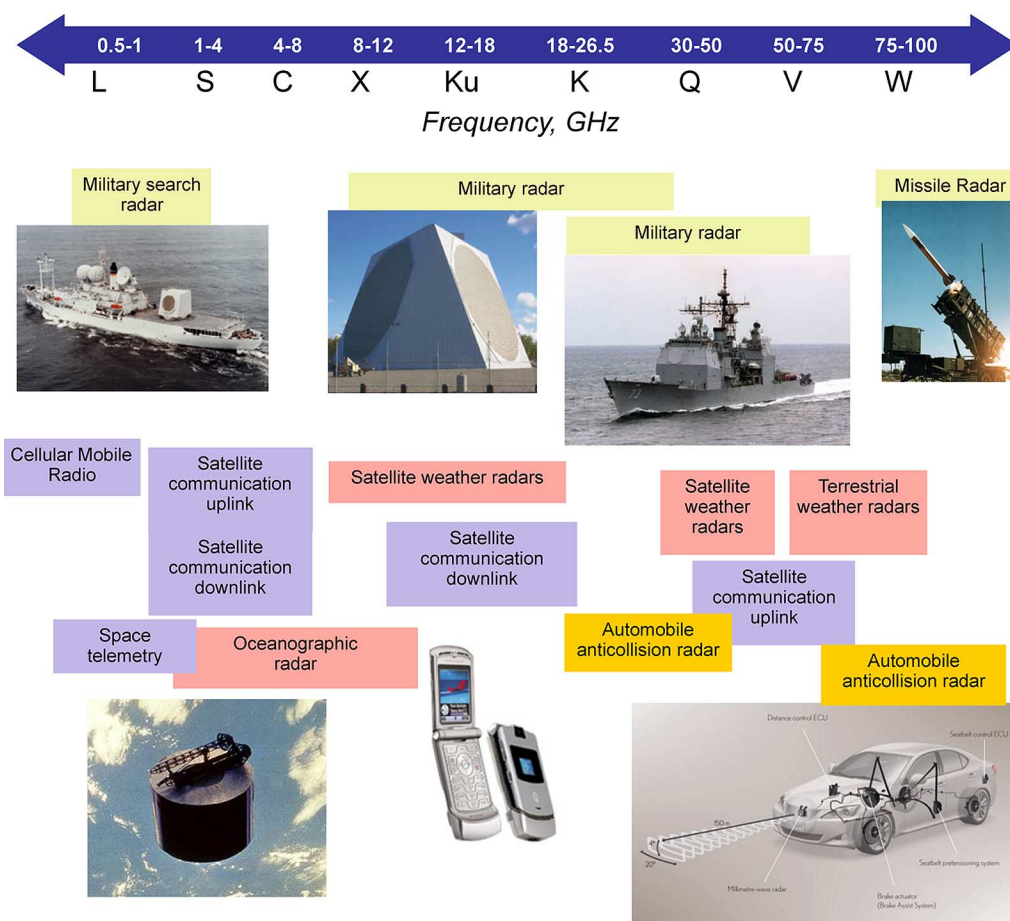 0.5-1 1-4 4-8 8-12 12-18 18-26.5 30-50 50-75 75-100
L S C X Ku K Q V W
Frequency, GHz
Military search
radar
Military radar
Military radar
Missile Radar
Cellular Mobile
Radio
Satellite
communication
uplink
Satellite
communication
downlink
Satellite weather radars
Satellite
communication
downlink
Satellite
weather
radars
Terrestrial
weather radars
Satellite
communication
uplink
Space
telemetry
Oceanographic
radar
Automobile
anticollision radar
Automobile
anticollision radar
Distance control ECU
Seatbelt control ECU
150 m
20°
Millimetre-wave radar
Seatbelt pretensioning system
Brake actuator
(Brake Assist System)